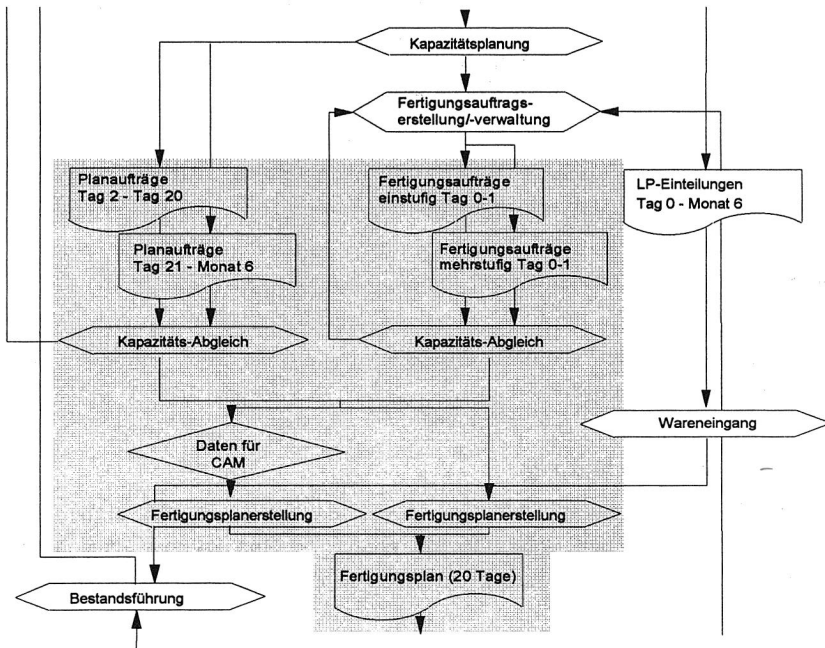 Kapazitätsplanung
Fertigungsauftrags-
erstellung/-verwaltung
Planaufträge
Tag 2 - Tag 20
Fertigungsaufträge
einstufig Tag 0-1
LP-Einteilungen
Tag 0 - Monat 6
Planaufträge
Tag 21 - Monat 6
Fertigungsaufträge
mehrstufig Tag 0-1
Kapazitäts-Abgleich
Kapazitäts-Abgleich
Wareneingang
Daten für
CAM
Fertigungsplanerstellung
Fertigungsplanerstellung
Fertigungsplan (20 Tage)
Bestandsführung